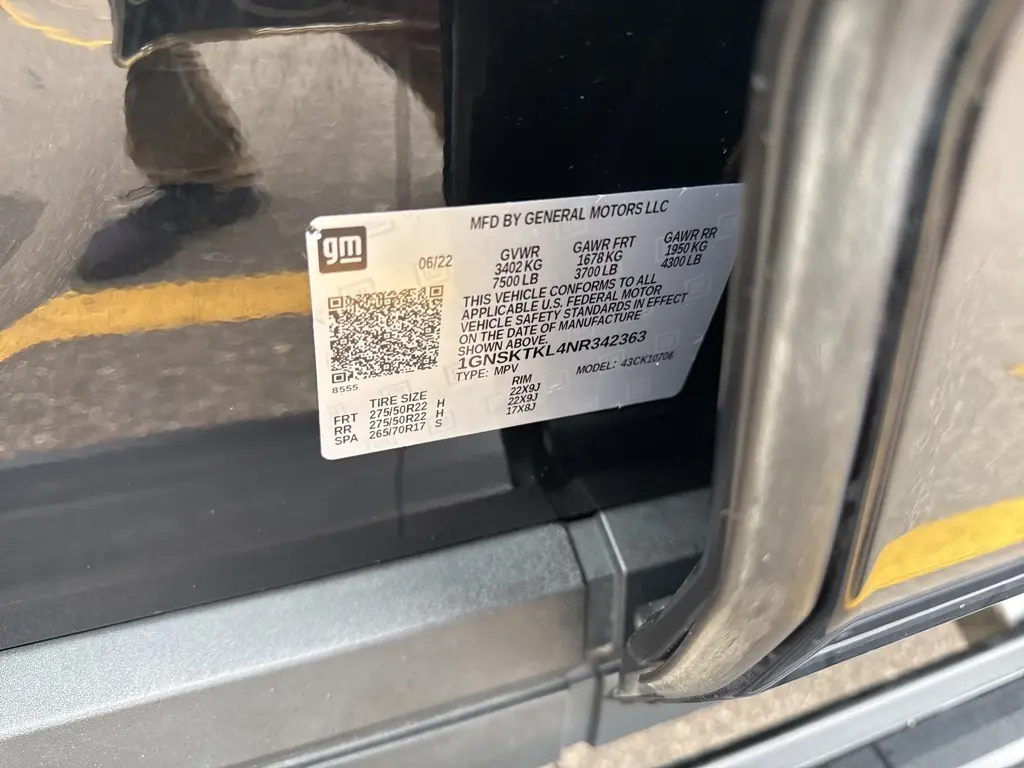 MFD BY GENERAL MOTORS LLC
gm
06/22
GVWR GAWR FRT GAWR RR
3402 KG 1678 KG 1950 KG
7500 LB 3700 LB 4300 LB
THIS VEHICLE CONFORMS TO ALL
APPLICABLE U.S. FEDERAL MOTOR
VEHICLE SAFETY STANDARDS IN EFFECT
ON THE DATE OF MANUFACTURE
SHOWN ABOVE.
1GNSKTKL4NR342363
TYPE: MPV MODEL: 43CK10706
8555
TIRE SIZE RIM
FRT 275/50R22 H 22X9J
RR 275/50R22 H 22X9J
SPA 265/70R17 S 17X8J